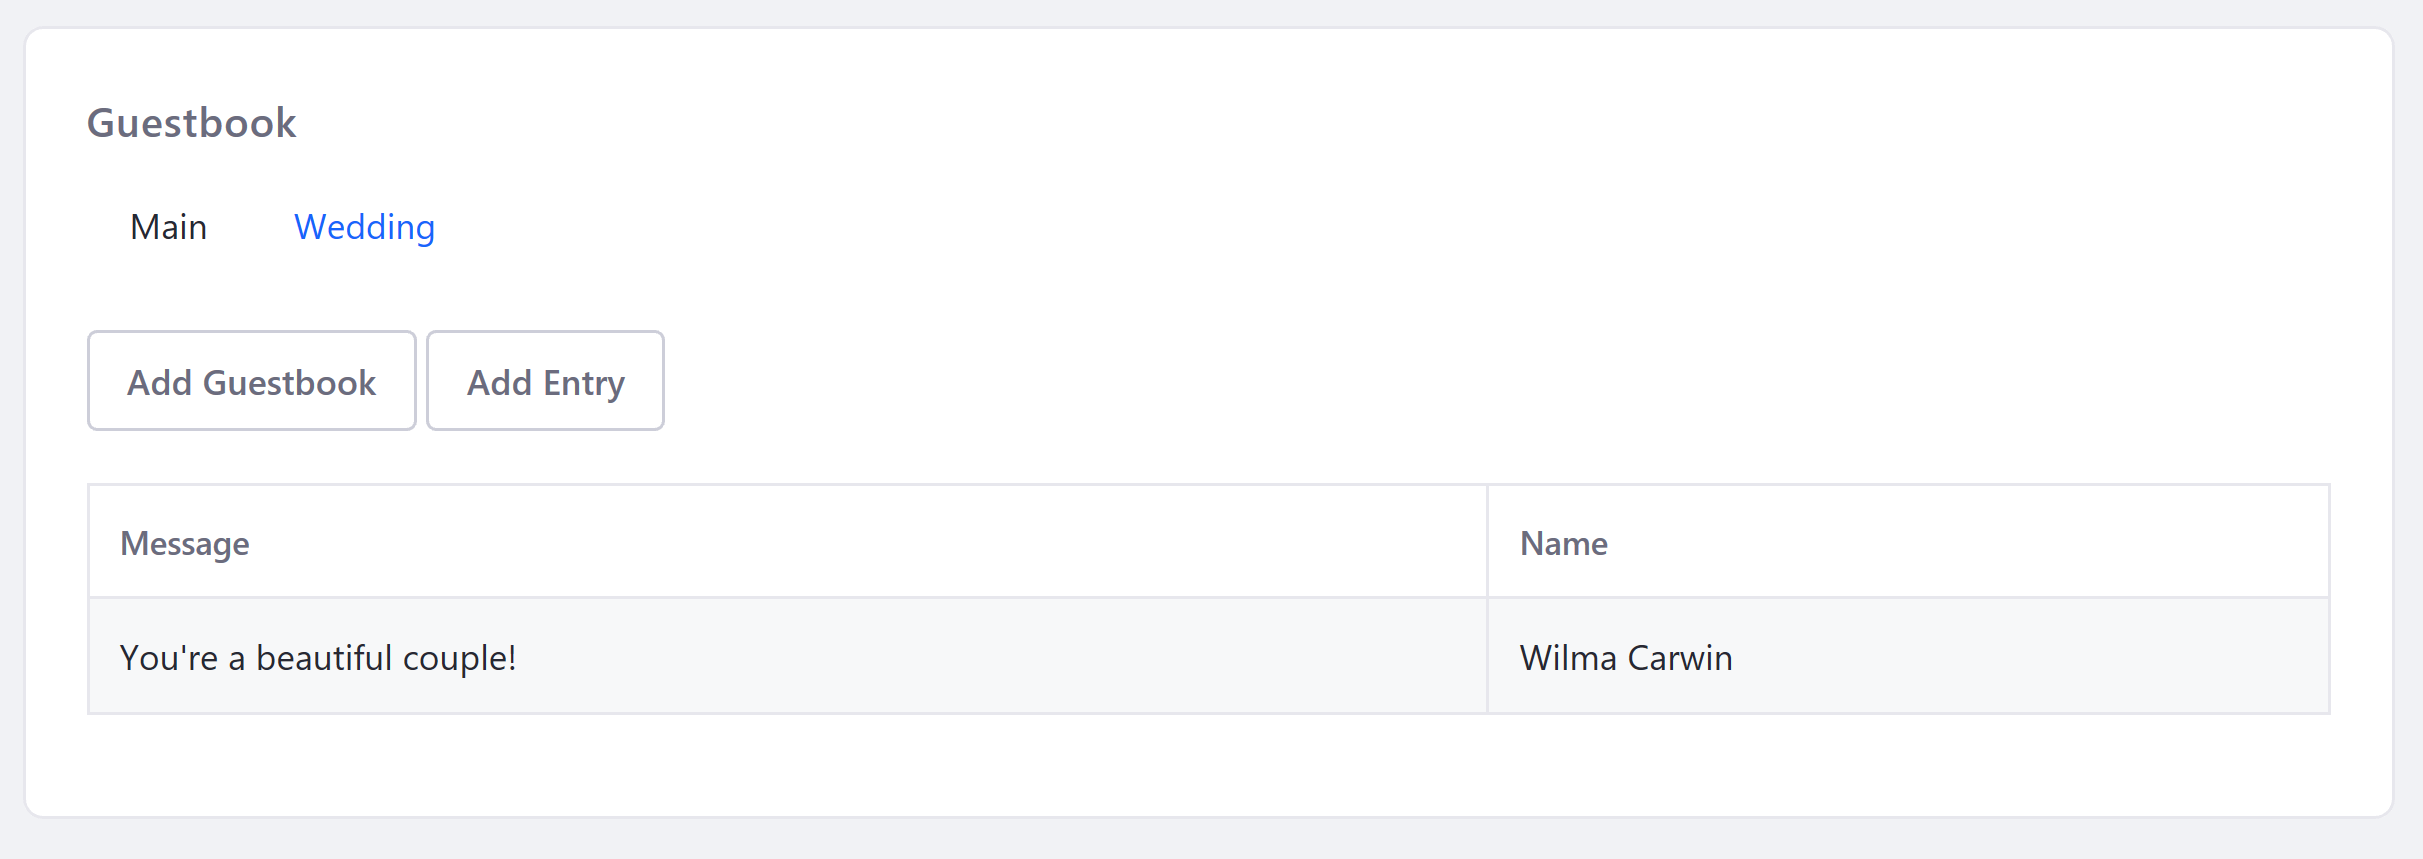 Guestbook
Main Wedding
Add Guestbook Add Entry
Message Name
You're a beautiful couple! Wilma Carwin